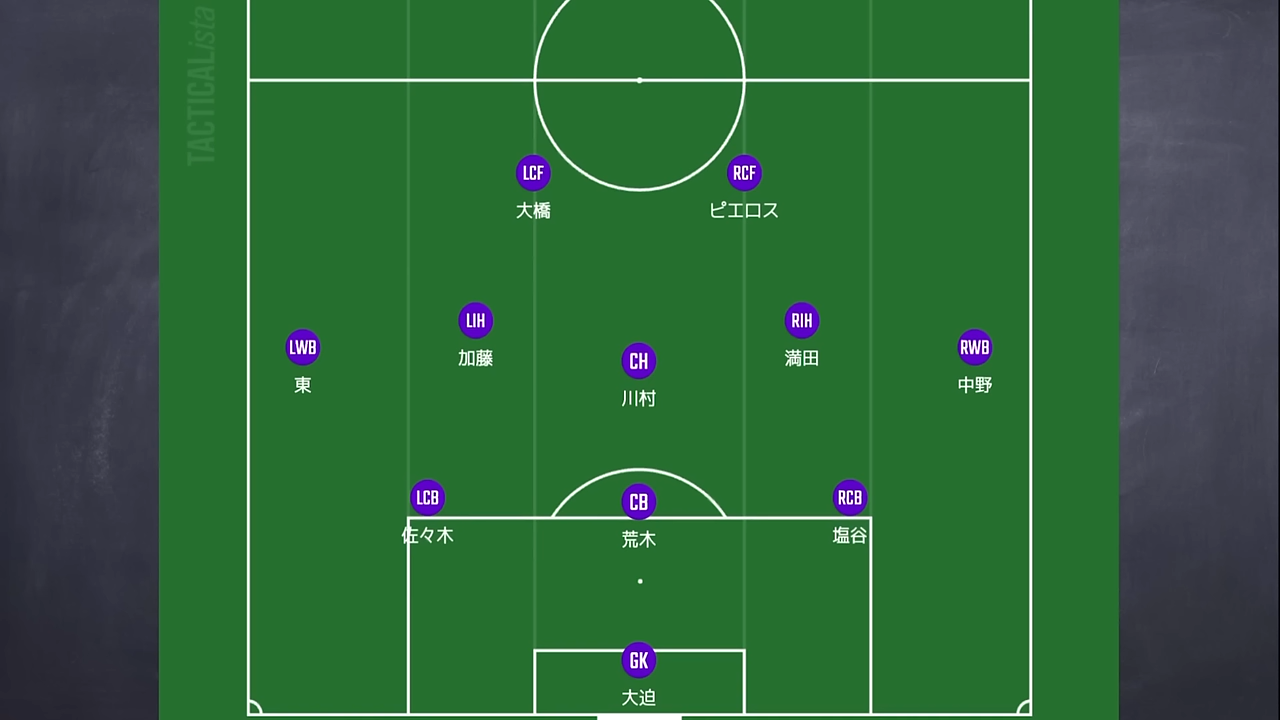 TACTICALista
LCF
RCF
大橋
ピエロス
LIH
RIH
LWB
RWB
CH
加藤
満田
東
中野
川村
LCB
CB
RCB
佐々木
荒木
塩谷
GK
大迫